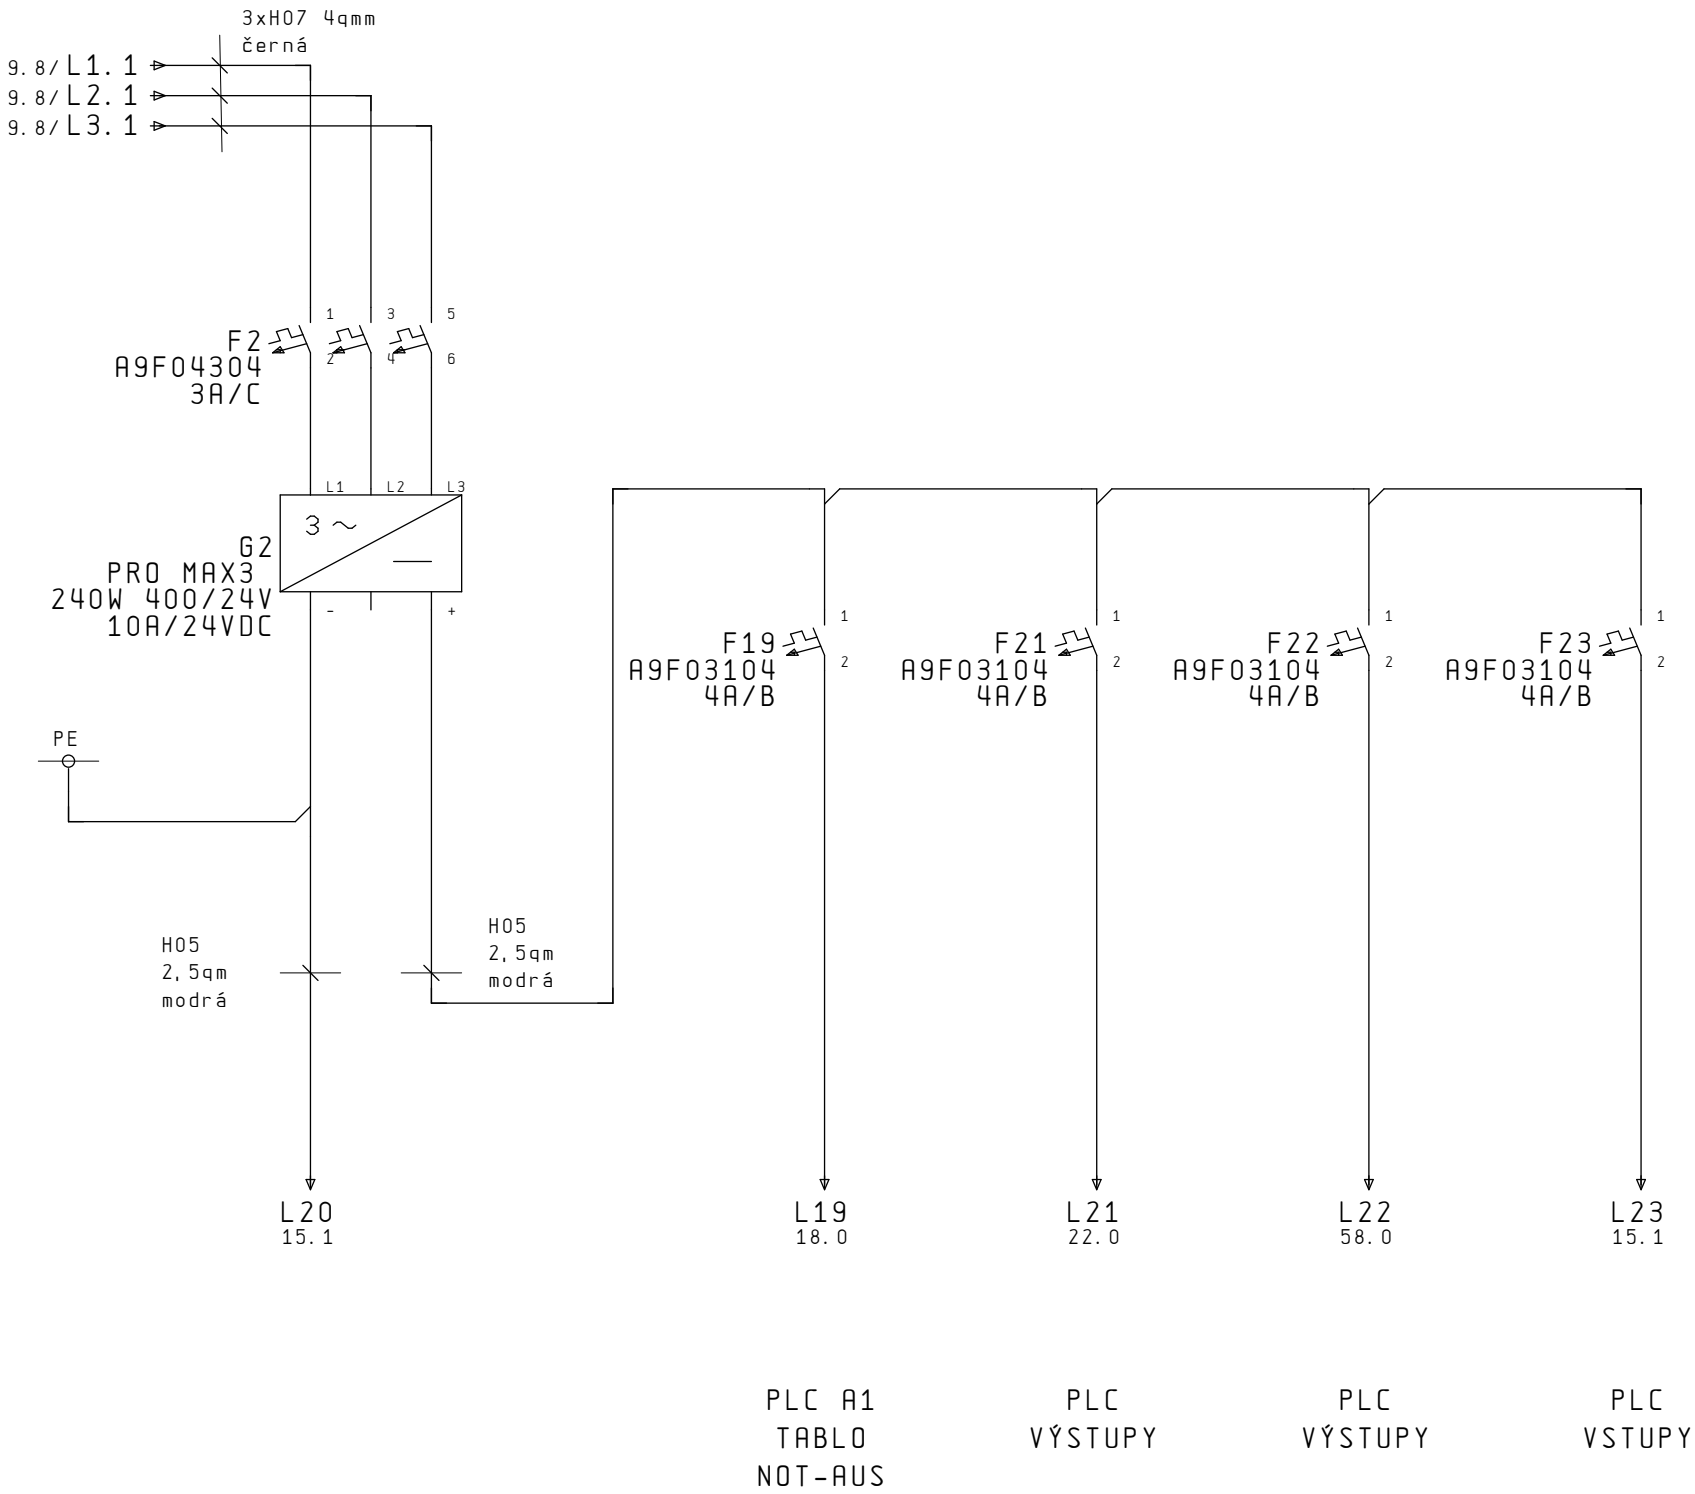 3xH07 4qmm
černá
9.8/L1.1
9.8/L2.1
9.8/L3.1
1 3 5
F2
2 4 6
A9F04304
3A/C
L1 L2 L3
3 ~
G2
PRO MAX3
240W 400/24V
10A/24VDC
- +
1 1 1 1
F19 F21 F22 F23
2 2 2 2
A9F03104 A9F03104 A9F03104 A9F03104
4A/B 4A/B 4A/B 4A/B
PE
H05
2,5qm
modrá
H05
2,5qm
modrá
L20 L19 L21 L22 L23
15.1 18.0 22.0 58.0 15.1
PLC A1 PLC PLC PLC
TABLO VÝSTUPY VÝSTUPY VSTUPY
NOT-AUS